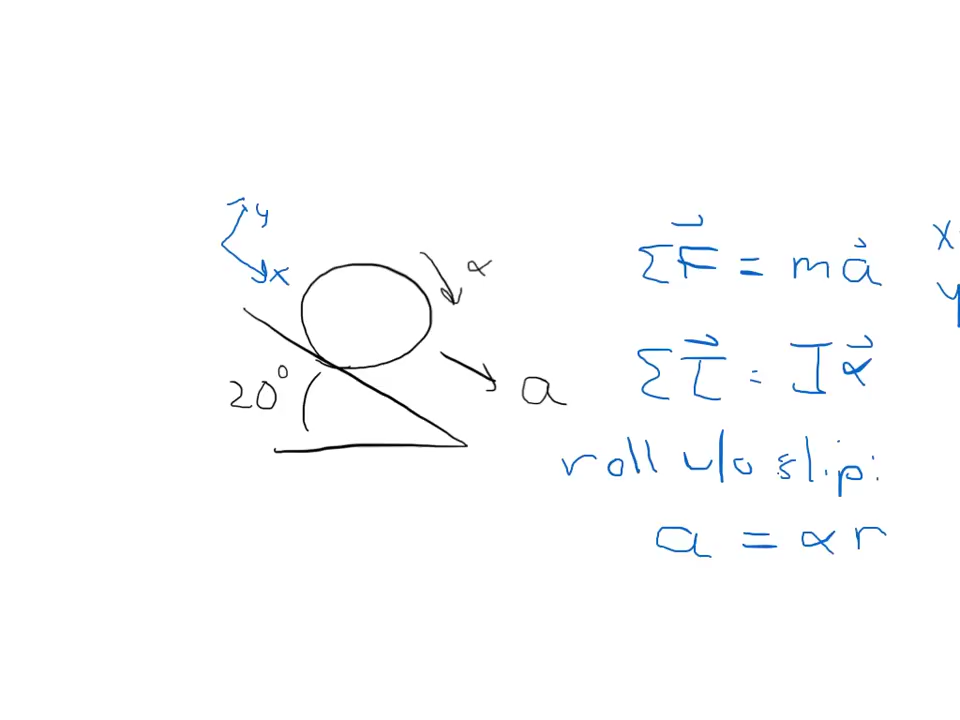 y
x
α
20°
a
ΣF⃗ = ma⃗
Στ⃗ = Iα⃗
roll w/o slip:
a = αr
x
y